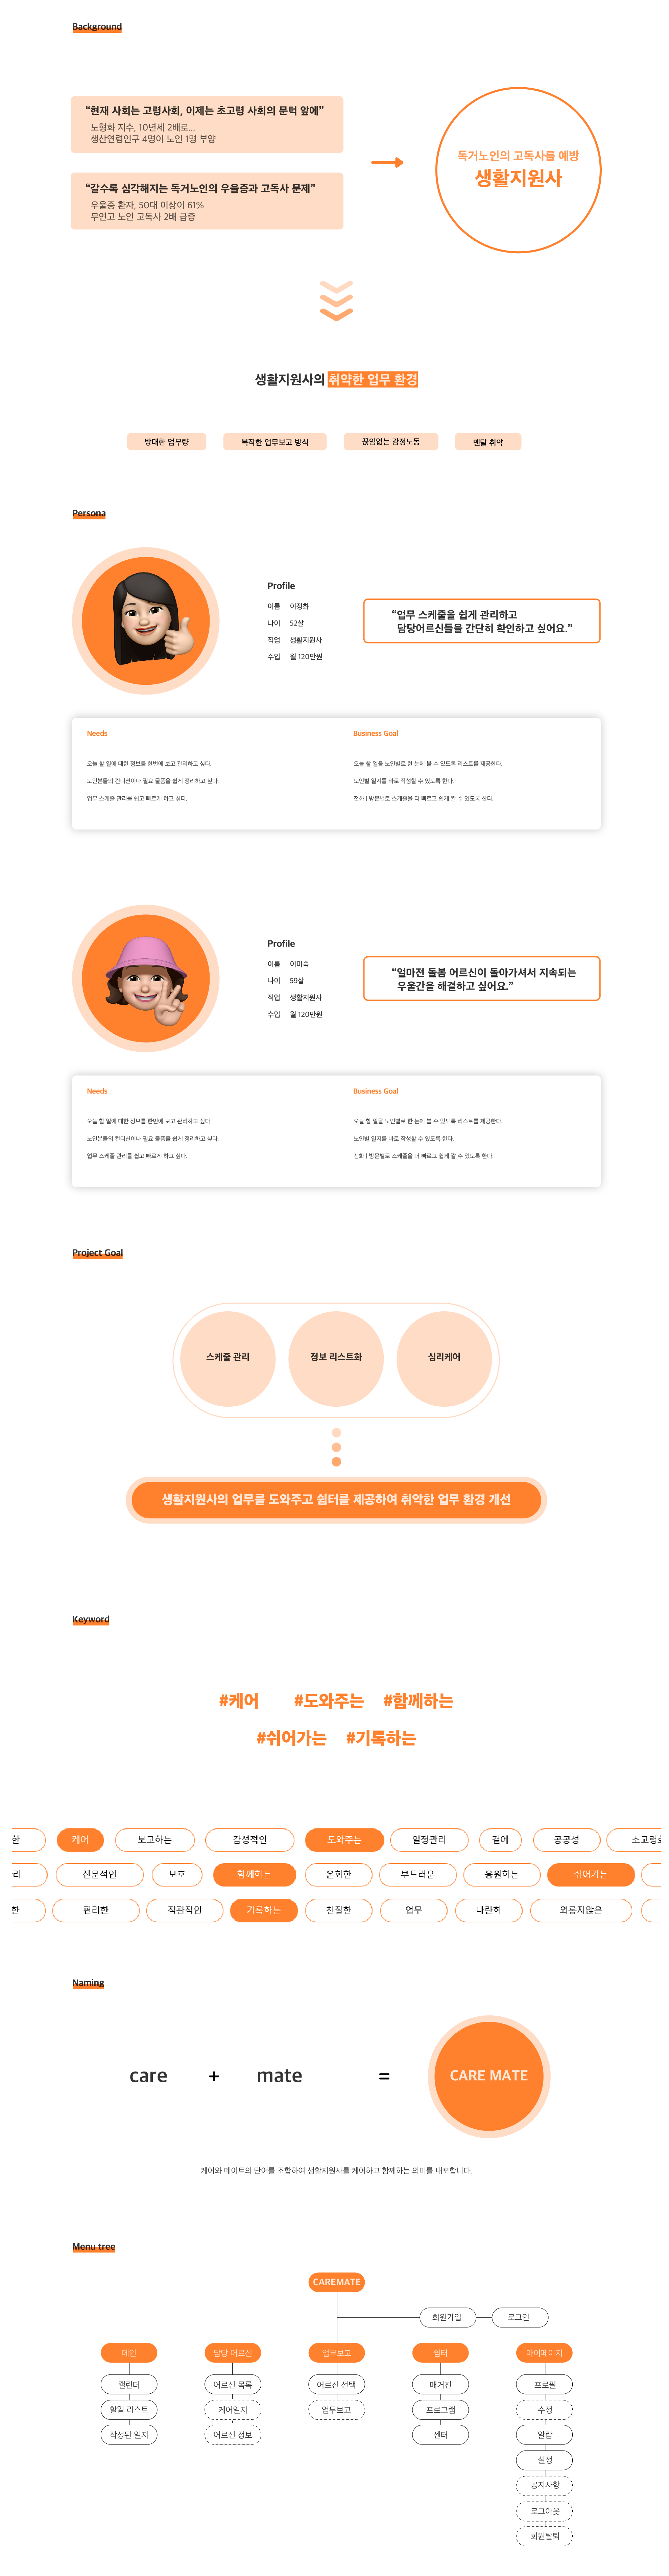 Background
“현재 사회는 고령사회, 이제는 초고령 사회의 문턱 앞에”
노형화 지수, 10년세 2배로...
생산연령인구 4명이 노인 1명 부양
“갈수록 심각해지는 독거노인의 우울증과 고독사 문제”
우울증 환자, 50대 이상이 61%
무연고 노인 고독사 2배 급증
독거노인의 고독사를 예방
생활지원사
생활지원사의 취약한 업무 환경
방대한 업무량
복작한 업무보고 방식
끊임없는 감정노동
멘탈 취약
Persona
Profile
이름 이정화
나이 52살
직업 생활지원사
수입 월 120만원
“업무 스케줄을 쉽게 관리하고
담당어르신들을 간단히 확인하고 싶어요.”
Needs
오늘 할 일에 대한 정보를 한번에 보고 관리하고 싶다.
노인분들의 컨디션이나 필요 물품을 쉽게 정리하고 싶다.
업무 스케줄 관리를 쉽고 빠르게 하고 싶다.
Business Goal
오늘 할 일을 노인별로 한 눈에 볼 수 있도록 리스트를 제공한다.
노인별 일지를 바로 작성할 수 있도록 한다.
전화 | 방문별로 스케줄을 더 빠르고 쉽게 짤 수 있도록 한다.
Profile
이름 이미숙
나이 59살
직업 생활지원사
수입 월 120만원
“얼마전 돌봄 어르신이 돌아가셔서 지속되는
우울간을 해결하고 싶어요.”
Needs
오늘 할 일에 대한 정보를 한번에 보고 관리하고 싶다.
노인분들의 컨디션이나 필요 물품을 쉽게 정리하고 싶다.
업무 스케줄 관리를 쉽고 빠르게 하고 싶다.
Business Goal
오늘 할 일을 노인별로 한 눈에 볼 수 있도록 리스트를 제공한다.
노인별 일지를 바로 작성할 수 있도록 한다.
전화 | 방문별로 스케줄을 더 빠르고 쉽게 짤 수 있도록 한다.
Project Goal
스케줄 관리
정보 리스트화
심리케어
생활지원사의 업무를 도와주고 쉼터를 제공하여 취약한 업무 환경 개선
Keyword
#케어 #도와주는 #함께하는
#쉬어가는 #기록하는
한 케어 보고하는 감성적인 도와주는 일정관리 곁에 공공성 초고령
리 전문적인 보호 함께하는 온화한 부드러운 응원하는 쉬어가는
한 편리한 직관적인 기록하는 친절한 업무 나란히 외롭지않은
Naming
care + mate = CARE MATE
케어와 메이트의 단어를 조합하여 생활지원사를 케어하고 함께하는 의미를 내포합니다.
Menu tree
CAREMATE
회원가입
로그인
메인
캘린더
할일 리스트
작성된 일지
담당 어르신
어르신 목록
케어일지
어르신 정보
업무보고
어르신 선택
업무보고
쉼터
매거진
프로그램
센터
마이페이지
프로필
수정
알람
설정
공지사항
로그아웃
회원탈퇴